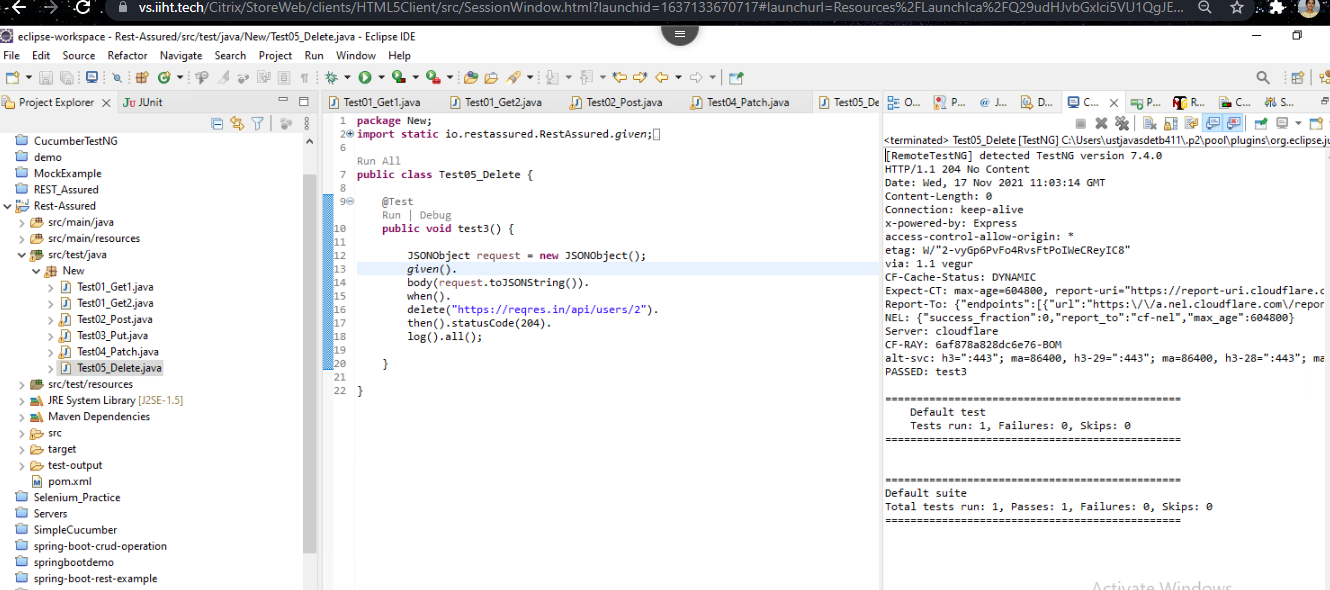 vs.iiht.tech/Citrix/StoreWeb/clients/HTML5Client/src/SessionWindow.html?launchid=1637133670717#launchurl=Resources%2FLaunchIca%2FQ29udHJvbGxlci5VU1QgJE...
eclipse-workspace - Rest-Assured/src/test/java/New/Test05_Delete.java - Eclipse IDE
File Edit Source Refactor Navigate Search Project Run Window Help
Project Explorer JUnit
CucumberTestNG
demo
MockExample
REST_Assured
Rest-Assured
src/main/java
src/main/resources
src/test/java
New
Test01_Get1.java
Test01_Get2.java
Test02_Post.java
Test03_Put.java
Test04_Patch.java
Test05_Delete.java
src/test/resources
JRE System Library [J2SE-1.5]
Maven Dependencies
src
target
test-output
pom.xml
Selenium_Practice
Servers
SimpleCucumber
spring-boot-crud-operation
springbootdemo
spring-boot-rest-example
Test01_Get1.java Test01_Get2.java Test02_Post.java Test04_Patch.java Test05_De
1 package New;
2 import static io.restassured.RestAssured.given;
6
Run All
7 public class Test05_Delete {
8
9 @Test
Run | Debug
10 public void test3() {
11
12 JSONObject request = new JSONObject();
13 given().
14 body(request.toJSONString()).
15 when().
16 delete("https://reqres.in/api/users/2").
17 then().statusCode(204).
18 log().all();
19
20 }
21
22 }
O... P... J... D... C... P... R... C... S...
<terminated> Test05_Delete [TestNG] C:\Users\ustjavasdetb411\.p2\pool\plugins\org.eclipse.ju
[RemoteTestNG] detected TestNG version 7.4.0
HTTP/1.1 204 No Content
Date: Wed, 17 Nov 2021 11:03:14 GMT
Content-Length: 0
Connection: keep-alive
x-powered-by: Express
access-control-allow-origin: *
etag: W/"2-vyGp6PvFo4RvsFtPoIWeCReyIC8"
via: 1.1 vegur
CF-Cache-Status: DYNAMIC
Expect-CT: max-age=604800, report-uri="https://report-uri.cloudflare.c
Report-To: {"endpoints":[{"url":"https:\/\/a.nel.cloudflare.com\/repor
NEL: {"success_fraction":0,"report_to":"cf-nel","max_age":604800}
Server: cloudflare
CF-RAY: 6af878a828dc6e76-BOM
alt-svc: h3=":443"; ma=86400, h3-29=":443"; ma=86400, h3-28=":443"; ma
PASSED: test3
===============================================
Default test
Tests run: 1, Failures: 0, Skips: 0
===============================================
===============================================
Default suite
Total tests run: 1, Passes: 1, Failures: 0, Skips: 0
===============================================
Activate Windows